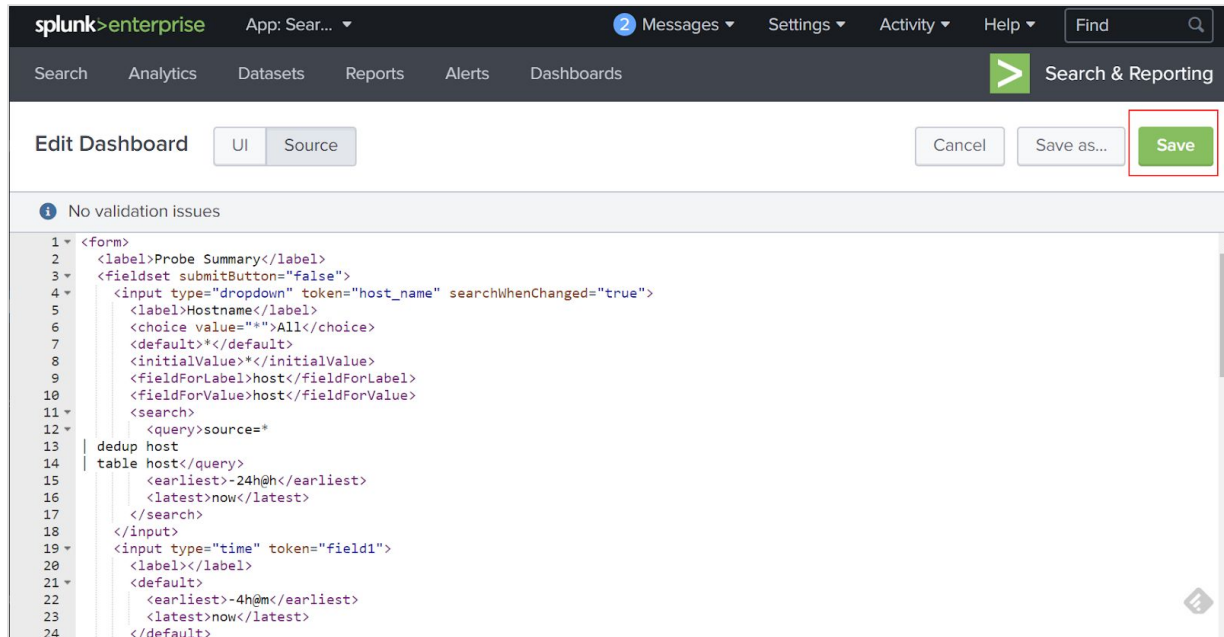 splunk>enterprise App: Sear... 2 Messages Settings Activity Help Find
Search Analytics Datasets Reports Alerts Dashboards > Search & Reporting
Edit Dashboard UI Source Cancel Save as... Save
i No validation issues
1 <form>
2 <label>Probe Summary</label>
3 <fieldset submitButton="false">
4 <input type="dropdown" token="host_name" searchWhenChanged="true">
5 <label>Hostname</label>
6 <choice value="*">All</choice>
7 <default>*</default>
8 <initialValue>*</initialValue>
9 <fieldForLabel>host</fieldForLabel>
10 <fieldForValue>host</fieldForValue>
11 <search>
12 <query>source=*
13 | dedup host
14 | table host</query>
15 <earliest>-24h@h</earliest>
16 <latest>now</latest>
17 </search>
18 </input>
19 <input type="time" token="field1">
20 <label></label>
21 <default>
22 <earliest>-4h@m</earliest>
23 <latest>now</latest>
24 </default>